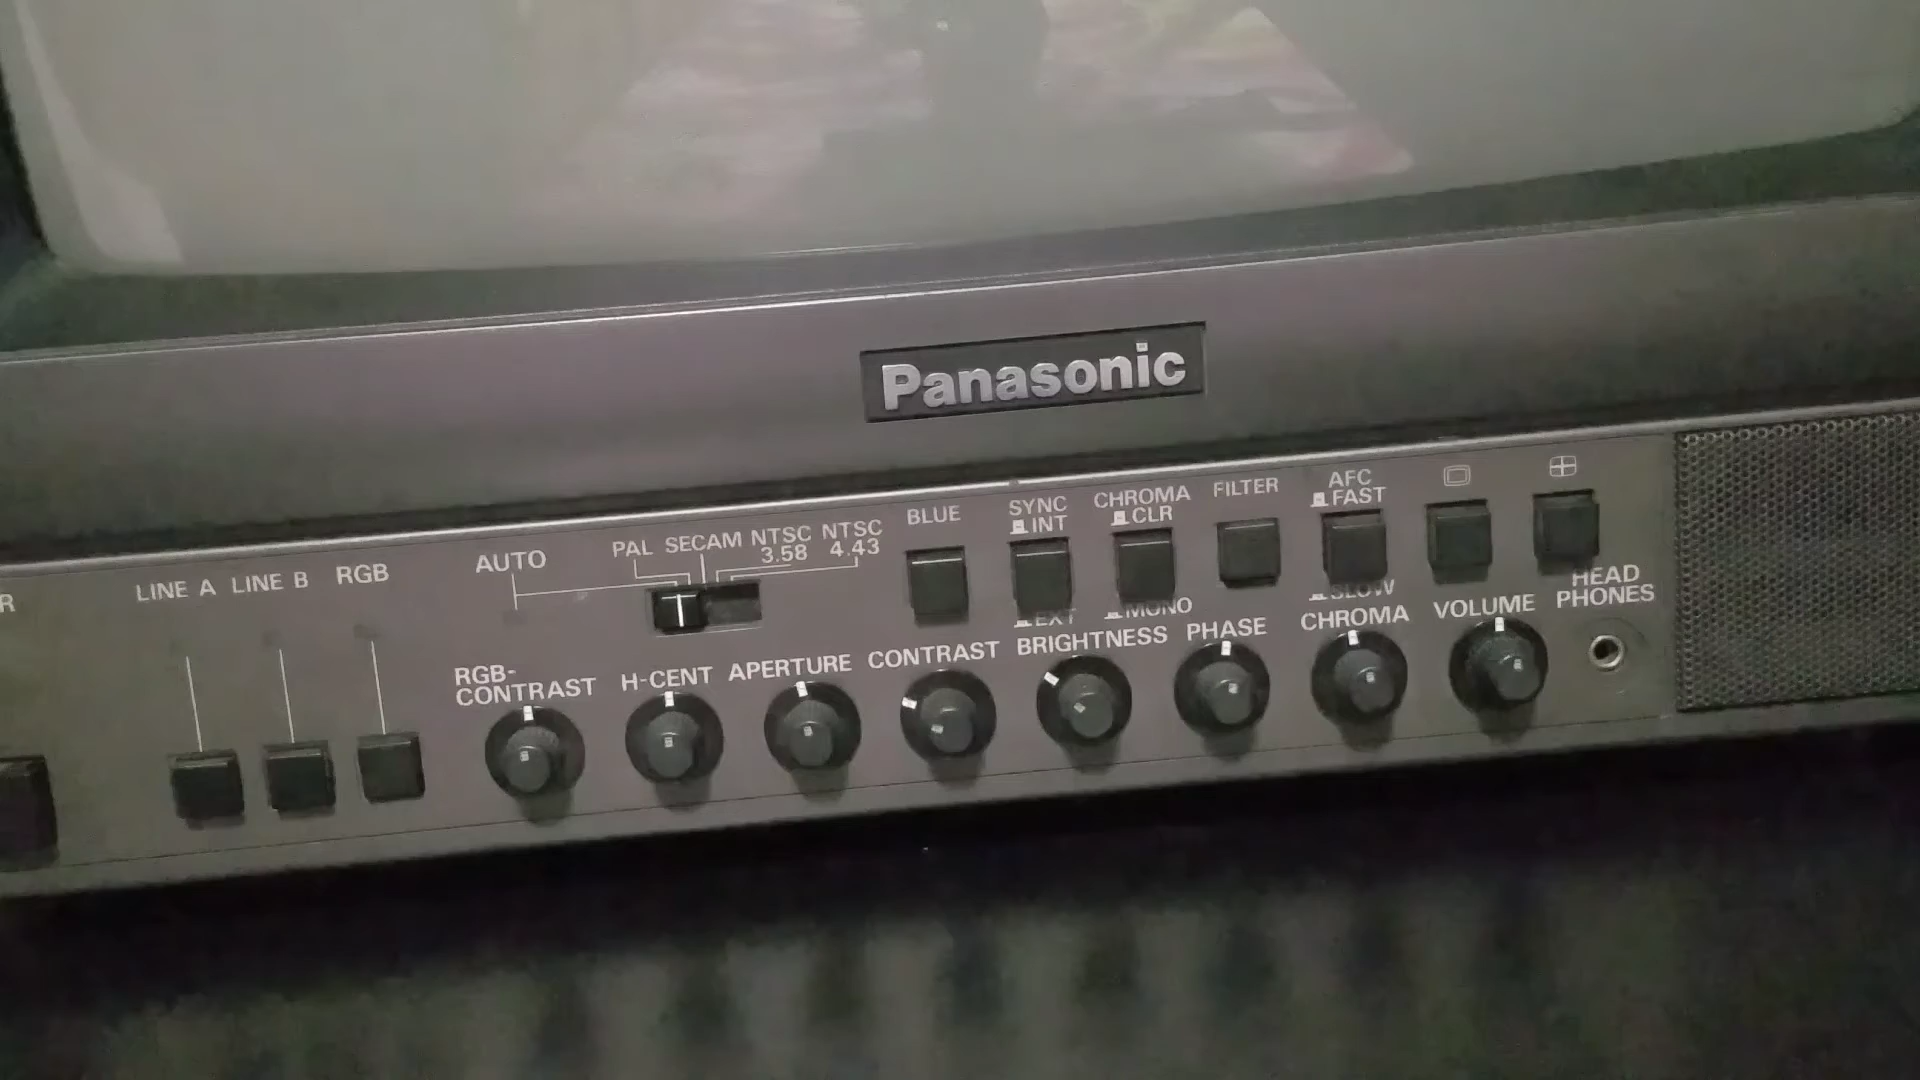 Panasonic
R
LINE A LINE B RGB
AUTO
PAL SECAM NTSC NTSC
3.58 4.43
BLUE
SYNC
INT
EXT
CHROMA
CLR
MONO
FILTER
AFC
FAST
SLOW
RGB-
CONTRAST
H-CENT
APERTURE
CONTRAST
BRIGHTNESS
PHASE
CHROMA
VOLUME
HEAD
PHONES